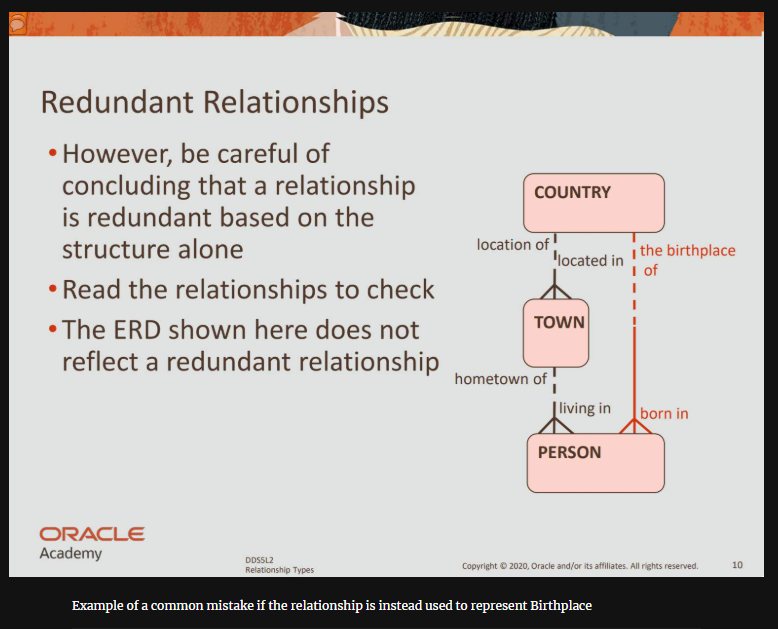 Redundant Relationships
•However, be careful of
concluding that a relationship
is redundant based on the
structure alone
•Read the relationships to check
•The ERD shown here does not
reflect a redundant relationship
COUNTRY
location of
located in
the birthplace
of
TOWN
hometown of
living in
born in
PERSON
ORACLE
Academy
DDSSL2
Relationship Types
Copyright © 2020, Oracle and/or its affiliates. All rights reserved.
10
Example of a common mistake if the relationship is instead used to represent Birthplace